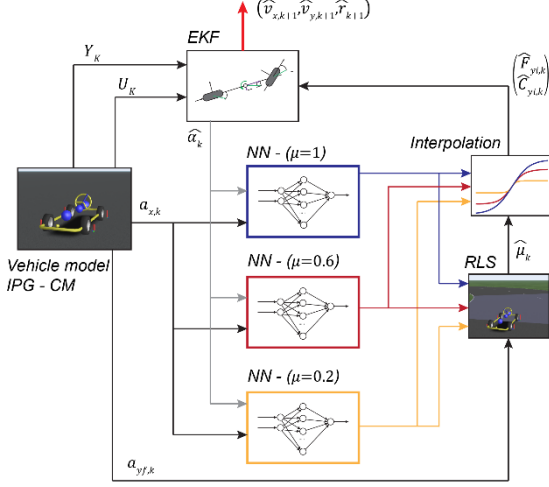 (v̂x,k+1,v̂y,k+1,r̂k+1)
EKF
YK
UK
(F̂yi,k
Ĉyi,k)
α̂k
Interpolation
NN - (μ=1)
ax,k
μ̂k
RLS
Vehicle model
IPG - CM
NN - (μ=0.6)
NN - (μ=0.2)
ayf,k